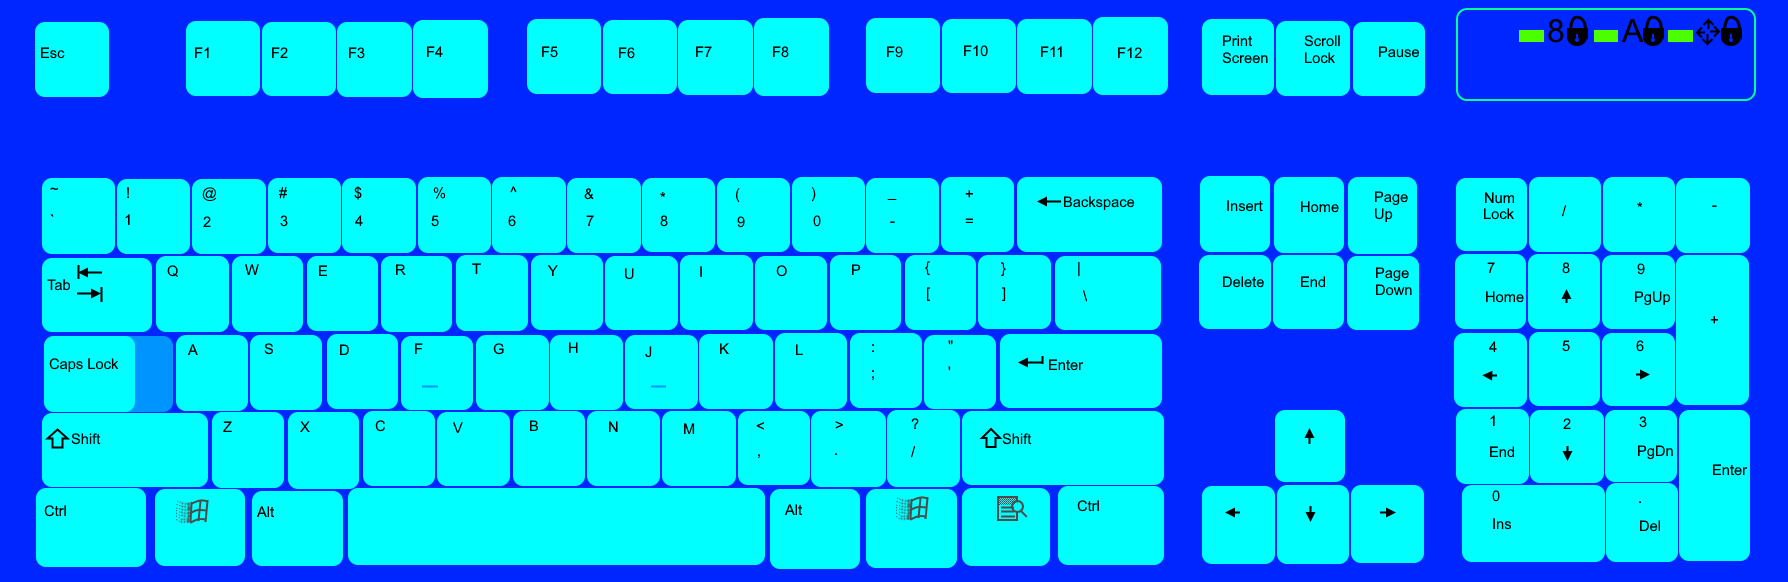 Esc F1 F2 F3 F4 F5 F6 F7 F8 F9 F10 F11 F12 Print Screen Scroll Lock Pause 8 A
~ ! @ # $ % ^ & * ( ) _ +
` 1 2 3 4 5 6 7 8 9 0 - = ←Backspace Insert Home Page Up Num Lock / * -
Tab Q W E R T Y U I O P { } |
[ ] \
Delete End Page Down 7 Home 8 ↑ 9 PgUp +
Caps Lock A S D F G H J K L : "
; ' ↵ Enter 4 ← 5 6 →
⇧Shift Z X C V B N M < > ?
, . / ⇧Shift ↑ 1 End 2 ↓ 3 PgDn Enter
Ctrl Alt Alt Ctrl ← ↓ → 0 Ins . Del